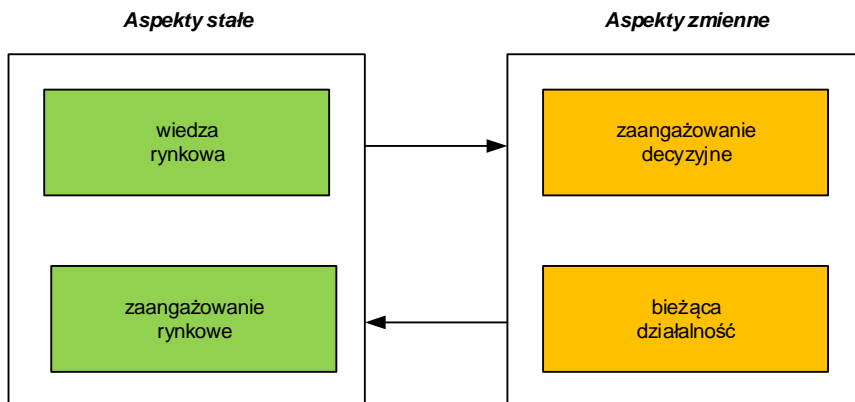 Aspekty stałe
Aspekty zmienne
wiedza
rynkowa
zaangażowanie
decyzyjne
zaangażowanie
rynkowe
bieżąca
działalność